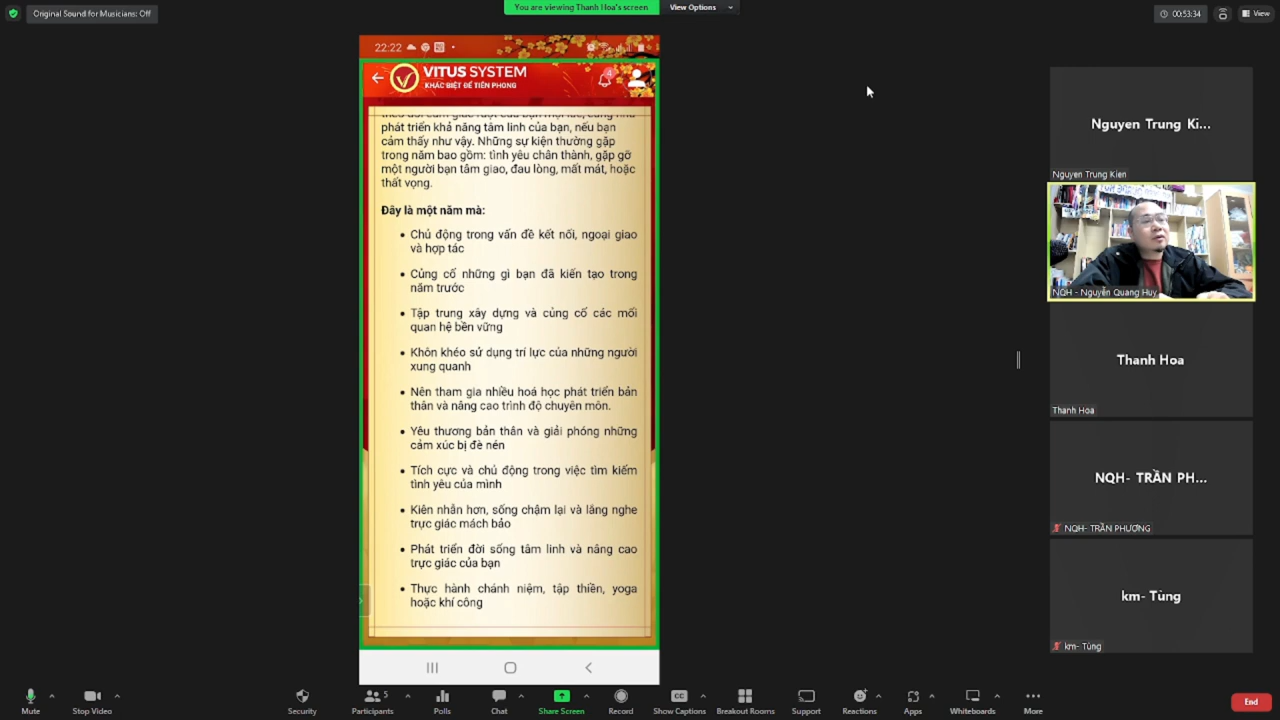 Original Sound for Musicians: Off
You are viewing Thanh Hoa's screen
View Options
00:53:34
View
22:22
VITUS SYSTEM
KHÁC BIỆT ĐỂ TIÊN PHONG
4
phát triển khả năng tâm linh của bạn, nếu bạn
cảm thấy như vậy. Những sự kiện thường gặp
trong năm bao gồm: tình yêu chân thành, gặp gỡ
một người bạn tâm giao, đau lòng, mất mát, hoặc
thất vọng.
Đây là một năm mà:
• Chủ động trong vấn đề kết nối, ngoại giao
và hợp tác
• Củng cố những gì bạn đã kiến tạo trong
năm trước
• Tập trung xây dựng và củng cố các mối
quan hệ bền vững
• Khôn khéo sử dụng trí lực của những người
xung quanh
• Nên tham gia nhiều hoá học phát triển bản
thân và nâng cao trình độ chuyên môn.
• Yêu thương bản thân và giải phóng những
cảm xúc bị đè nén
• Tích cực và chủ động trong việc tìm kiếm
tình yêu của mình
• Kiên nhẫn hơn, sống chậm lại và lắng nghe
trực giác mách bảo
• Phát triển đời sống tâm linh và nâng cao
trực giác của bạn
• Thực hành chánh niệm, tập thiền, yoga
hoặc khí công
Nguyen Trung Ki...
Nguyen Trung Kien
NQH - Nguyễn Quang Huy
Thanh Hoa
Thanh Hoa
NQH- TRẦN PH...
NQH- TRẦN PHƯƠNG
km- Tùng
km- Tùng
Mute
Stop Video
Security
Participants
5
Polls
Chat
Share Screen
Record
CC
Show Captions
Breakout Rooms
Support
Reactions
Apps
Whiteboards
More
End